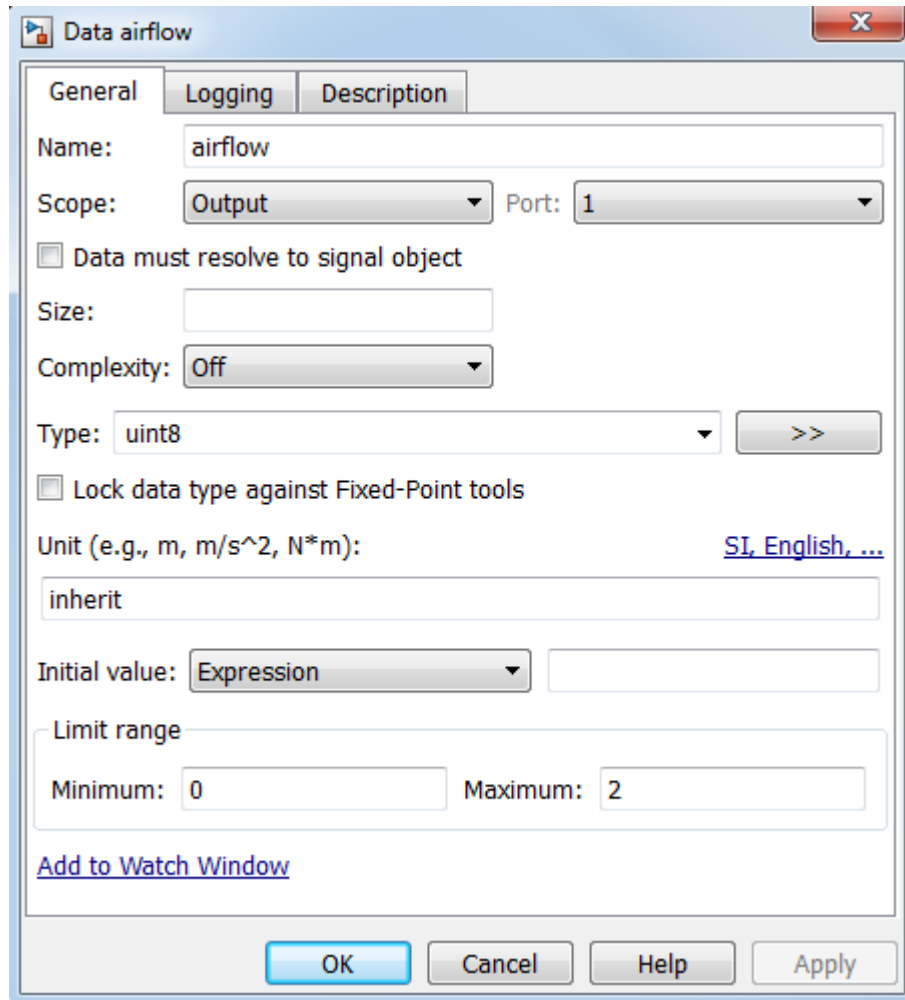 Data airflow
General Logging Description
Name: airflow
Scope: Output Port: 1
Data must resolve to signal object
Size:
Complexity: Off
Type: uint8 >>
Lock data type against Fixed-Point tools
Unit (e.g., m, m/s^2, N*m): SI, English, ...
inherit
Initial value: Expression
Limit range
Minimum: 0 Maximum: 2
Add to Watch Window
OK Cancel Help Apply